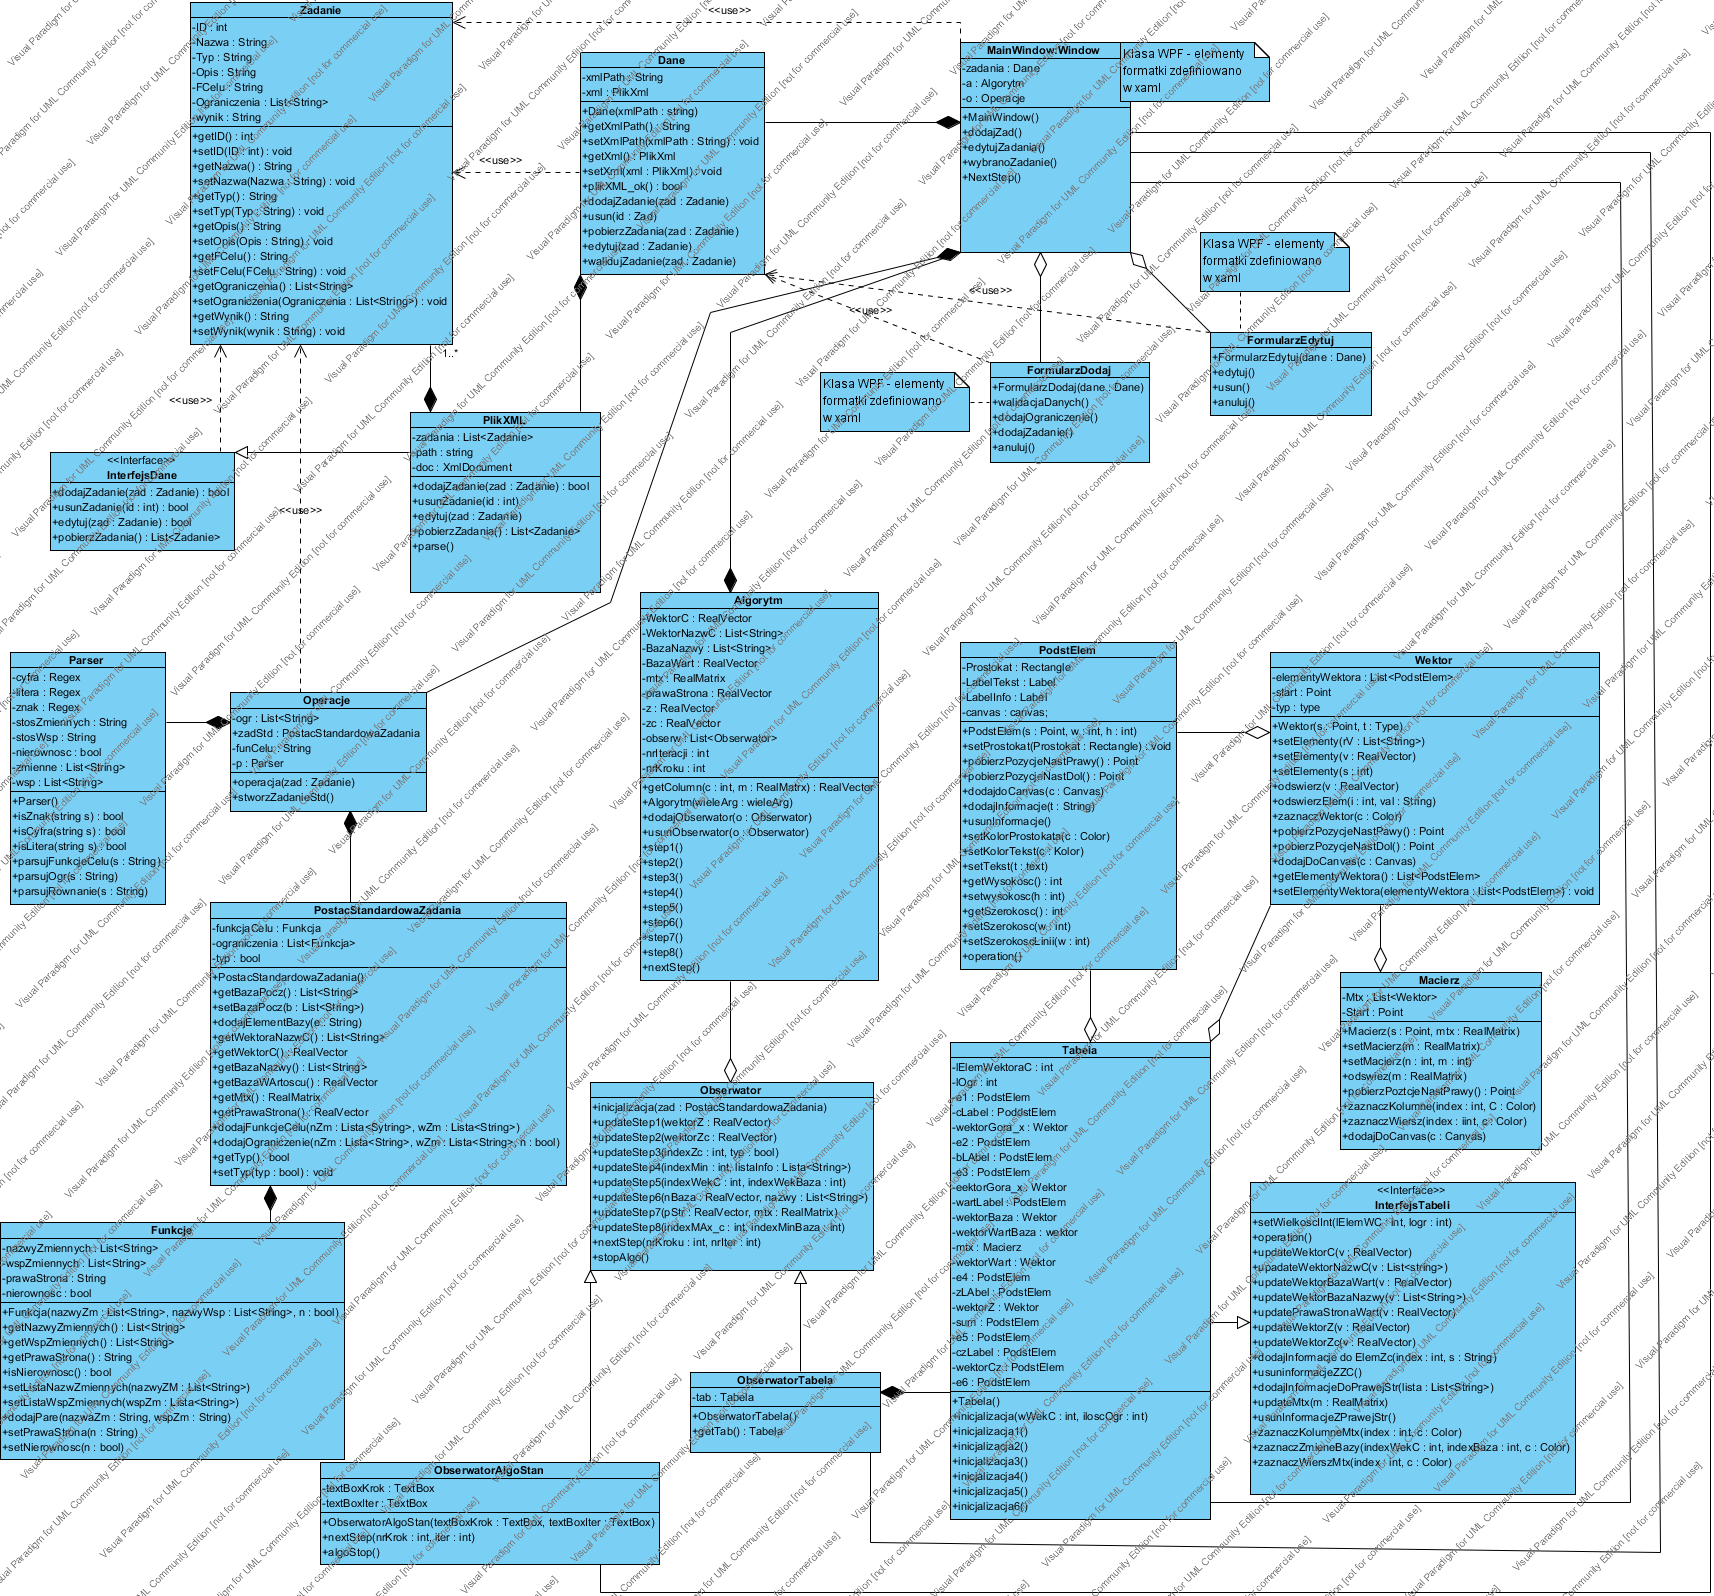 Zadanie
-ID : int
-Nazwa : String
-Typ : String
-Opis : String
-FCelu : String
-Ograniczenia : List<String>
-wynik : String
+getID() : int
+setID(ID : int) : void
+getNazwa() : String
+setNazwa(Nazwa : String) : void
+getTyp() : String
+setTyp(Typ : String) : void
+getOpis() : String
+setOpis(Opis : String) : void
+getFCelu() : String
+setFCelu(FCelu : String) : void
+getOgraniczenia() : List<String>
+setOgraniczenia(Ograniczenia : List<String>) : void
+getWynik() : String
+setWynik(wynik : String) : void
<<use>>
<<use>>
Dane
-xmlPath : String
-xml : PlikXML
+Dane(xmlPath : string)
+getXmlPath() : String
+setXmlPath(xmlPath : String) : void
+getXml() : PlikXml
+setXml(xml : PlikXml) : void
+plikXML_ok() : bool
+dodajZadanie(zad : Zadanie)
+usun(id : Zad)
+pobierzZadania(zad : Zadanie)
+edytuj(zad : Zadanie)
+walidujZadanie(zad : Zadanie)
MainWindow:Window
-zadania : Dane
-a : Algorytm
-o : Operacje
+MainWindow()
+dodajZad()
+edytujZadania()
+wybranoZadanie()
+NextStep()
Klasa WPF - elementy
formatki zdefiniowano
w xaml
Klasa WPF - elementy
formatki zdefiniowano
w xaml
<<use>>
<<use>>
FormularzEdytuj
+FormularzEdytuj(dane : Dane)
+edytuj()
+usun()
+anuluj()
Klasa WPF - elementy
formatki zdefiniowano
w xaml
FormularzDodaj
+FormularzDodaj(dane : Dane)
+walidacjaDanych()
+dodajOgraniczenie()
+dodajZadanie()
+anuluj()
1..*
<<use>>
<<use>>
PlikXML
-zadania : List<Zadanie>
-path : string
-doc : XmlDocument
+dodajZadanie(zad : Zadanie) : bool
+usunZadanie(id : int)
+edytuj(zad : Zadanie)
+pobierzZadania() : List<Zadanie>
+parse()
<<Interface>>
InterfejsDane
+dodajZadanie(zad : Zadanie) : bool
+usunZadanie(id : int) : bool
+edytuj(zad : Zadanie) : bool
+pobierzZadania() : List<Zadanie>
Parser
-cyfra : Regex
-litera : Regex
-znak : Regex
-stosZmiennych : String
-stosWsp : String
-nierownosc : bool
-zmienne : List<String>
-wsp : List<String>
+Parser()
+isZnak(string s) : bool
+isCyfra(string s) : bool
+isLitera(string s) : bool
+parsujFunkcjeCelu(s : String)
+parsujOgr(s : String)
+parsujRownanie(s : String)
Operacje
-ogr : List<String>
+zadStd : PostacStandardowaZadania
-funCelu : String
-p : Parser
+operacja(zad : Zadanie)
+stworzZadanieStd()
Algorytm
-WektorC : RealVector
-WektorNazwC : List<String>
-BazaNazwy : List<String>
-BazaWart : RealVector
-mtx : RealMatrix
-prawaStrona : RealVector
-z : RealVector
-zc : RealVector
-obserw : List<Obserwator>
-nrIteracji : int
-nrKroku : int
+getColumn(c : int, m : RealMatrx) : RealVector
+Algorytm(wieleArg : wieleArg)
+dodajObserwator(o : Obserwator)
+usunObserwator(o : Obserwator)
+step1()
+step2()
+step3()
+step4()
+step5()
+step6()
+step7()
+step8()
+nextStep()
PodstElem
-Prostokat : Rectangle
-LabelTekst : Label
-LabelInfo : Label
-canvas : canvas;
+PodstElem(s : Point, w : int, h : int)
+setProstokat(Prostokat : Rectangle) : void
+pobierzPozycjeNastPrawy() : Point
+pobierzPozycjeNastDol() : Point
+dodajdoCanvas(c : Canvas)
+dodajInformacje(t : String)
+usunInformacje()
+setKolorProstokata(c : Color)
+setKolorTekst(c : Kolor)
+setTekst(t : text)
+getWysokosc() : int
+setwysokosc(h : int)
+getSzerokosc() : int
+setSzerokosc(w : int)
+setSzerokoscLinii(w : int)
+operation()
Wektor
-elementyWektora : List<PodstElem>
-start : Point
-typ : type
+Wektor(s : Point, t : Type)
+setElementy(rV : List<String>)
+setElementy(v : RealVector)
+setElementy(s : int)
+odswierz(v : RealVector)
+odswierzElem(i : int, val : String)
+zaznaczWektor(c : Color)
+pobierzPozycjeNastPawy() : Point
+pobierzPozycjeNastDol() : Point
+dodajDoCanvas(c : Canvas)
+getElementyWektora() : List<PodstElem>
+setElementyWektora(elementyWektora : List<PodstElem>) : void
PostacStandardowaZadania
-funkcjaCelu : Funkcja
-ograniczenia : List<Funkcja>
-typ : bool
+PostacStandardowaZadania()
+getBazaPocz() : List<String>
+setBazaPocz(b : List<String>)
+dodajElementBazy(e : String)
+getWektoraNazwC() : List<String>
+getWektorC() : RealVector
+getBazaNazwy() : List<String>
+getBazaWArtoscu() : RealVector
+getMtx() : RealMatrix
+getPrawaStrona() : RealVector
+dodajFunkcjeCelu(nZm : Lista<Sytring>, wZm : Lista<String>)
+dodajOgraniczenie(nZm : Lista<String>, wZm : Lista<String>, n : bool)
+getTyp() : bool
+setTyp(typ : bool) : void
Macierz
-Mtx : List<Wektor>
-Start : Point
+Macierz(s : Point, mtx : RealMatrix)
+setMacierz(m : RealMatrix)
+setMacierz(n : int, m : int)
+odswiez(m : RealMatrix)
+pobierzPoztcjeNastPrawy() : Point
+zaznaczKolumne(index : int, C : Color)
+zaznaczWiersz(index : iint, c : Color)
+dodajDoCanvas(c : Canvas)
Obserwator
+inicjalizacja(zad : PostacStandardowaZadania)
+updateStep1(wektorZ : RealVector)
+updateStep2(wektorZc : RealVector)
+updateStep3(indexZc : int, typ : bool)
+updateStep4(indexMin : int, listaInfo : Lista<String>)
+updateStep5(indexWekC : int, indexWekBaza : int)
+updateStep6(nBaza : RealVector, nazwy : List<String>)
+updateStep7(pStr : RealVector, mtx : RealMatrix)
+updateStep8(indexMAx_c : int, indexMinBaza : int)
+nextStep(nrKroku : int, nrIter : int)
+stopAlgo()
Tabela
-lElemWektoraC : int
-lOgr : int
-e1 : PodstElem
-cLabel : PoddstElem
-wektorGora_x : Wektor
-e2 : PodstElem
-bLAbel : PodstElem
-e3 : PodstElem
-eektorGora_x : Wektor
-wartLabel : PodstElem
-wektorBaza : Wektor
-wektorWartBaza : wektor
-mtx : Macierz
-wektorWart : Wektor
-e4 : PodstElem
-zLAbel : PodstElem
-wektorZ : Wektor
-sum : PodstElem
-e5 : PodstElem
-czLabel : PodstElem
-wektorCz : PodstElem
-e6 : PodstElem
+Tabela()
+inicjalizacja(wWekC : int, iloscOgr : int)
+inicjalizacja1()
+inicjalizacja2()
+inicjalizacja3()
+inicjalizacja4()
+inicjalizacja5()
+inicjalizacja6()
<<Interface>>
InterfejsTabeli
+setWielkosciInt(lElemWC : int, logr : int)
+operation()
+updateWektorC(v : RealVector)
+upadateWektorNazwC(v : List<string>)
+updateWektorBazaWart(v : RealVector)
+updateWektorBazaNazwy(v : List<String>)
+updatePrawaStronaWart(v : RealVector)
+updateWektorZ(v : RealVector)
+updateWektorZc(v : RealVector)
+dodajInformacje do ElemZc(index : int, s : String)
+usuninformacjeZZC()
+dodajInformacjeDoPrawejStr(lista : List<String>)
+updateMtx(m : RealMatrix)
+usunInformacjeZPrawejStr()
+zaznaczKolumneMtx(index : int, c : Color)
+zaznaczZmieneBazy(indexWekC : int, indexBaza : int, c : Color)
+zaznaczWierszMtx(index : int, c : Color)
Funkcje
-nazwyZmiennych : List<String>
-wspZmiennych : List<String>
-prawaStrona : String
-nierownosc : bool
+Funkcja(nazwyZm : List<String>, nazwyWsp : List<String>, n : bool)
+getNazwyZmiennych() : List<String>
+getWspZmiennych() : List<String>
+getPrawaStrona() : String
+isNierownosc() : bool
+setListaNazwZmiennych(nazwyZM : List<String>)
+setListaWspZmiennych(wspZm : Lista<String>)
+dodajPare(nazwaZm : String, wspZm : String)
+setPrawaStrona(n : String)
+setNierownosc(n : bool)
ObserwatorTabela
-tab : Tabela
+ObserwatorTabela()
+getTab() : Tabela
ObserwatorAlgoStan
-textBoxKrok : TextBox
-textBoxIter : TextBox
+ObserwatorAlgoStan(textBoxKrok : TextBox, textBoxIter : TextBox)
+nextStep(nrKrok : int, iter : int)
+algoStop()
Visual Paradigm for UML Community Edition [not for commercial use]